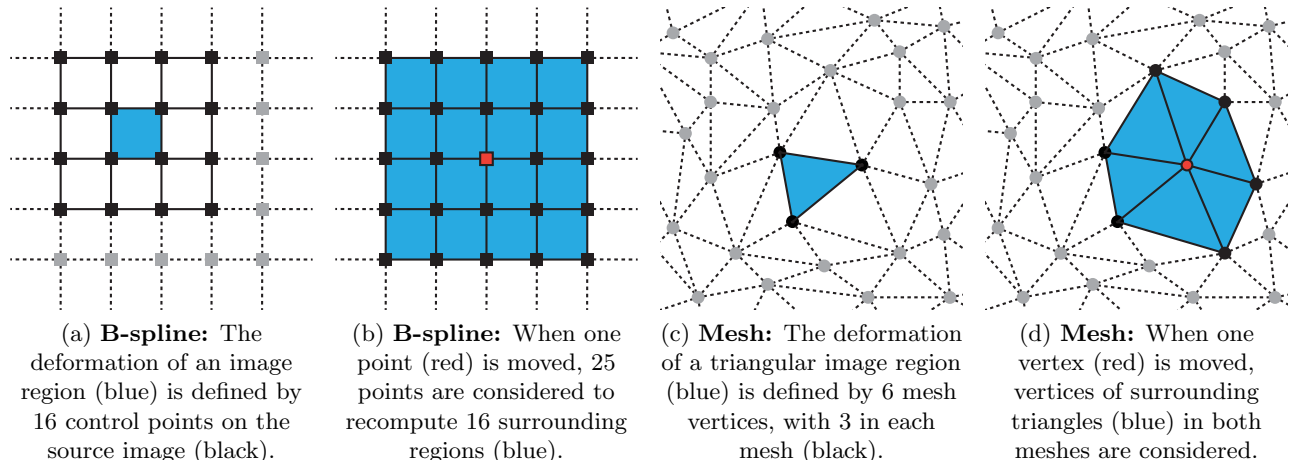 (a) B-spline: The
deformation of an image
region (blue) is defined by
16 control points on the
source image (black).
(b) B-spline: When one
point (red) is moved, 25
points are considered to
recompute 16 surrounding
regions (blue).
(c) Mesh: The deformation
of a triangular image region
(blue) is defined by 6 mesh
vertices, with 3 in each
mesh (black).
(d) Mesh: When one
vertex (red) is moved,
vertices of surrounding
triangles (blue) in both
meshes are considered.